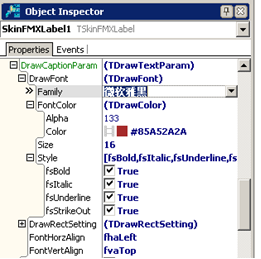 Object Inspector
SkinFMXLabel1 TSkinFMXLabel
Properties Events
DrawCaptionParam (TDrawTextParam)
DrawFont (TDrawFont)
Family 微软雅黑
FontColor (TDrawColor)
Alpha 133
Color #85A52A2A
Size 16
Style [fsBold,fsItalic,fsUnderline,fs
fsBold True
fsItalic True
fsUnderline True
fsStrikeOut True
DrawRectSetting (TDrawRectSetting)
FontHorzAlign fhaLeft
FontVertAlign fvaTop